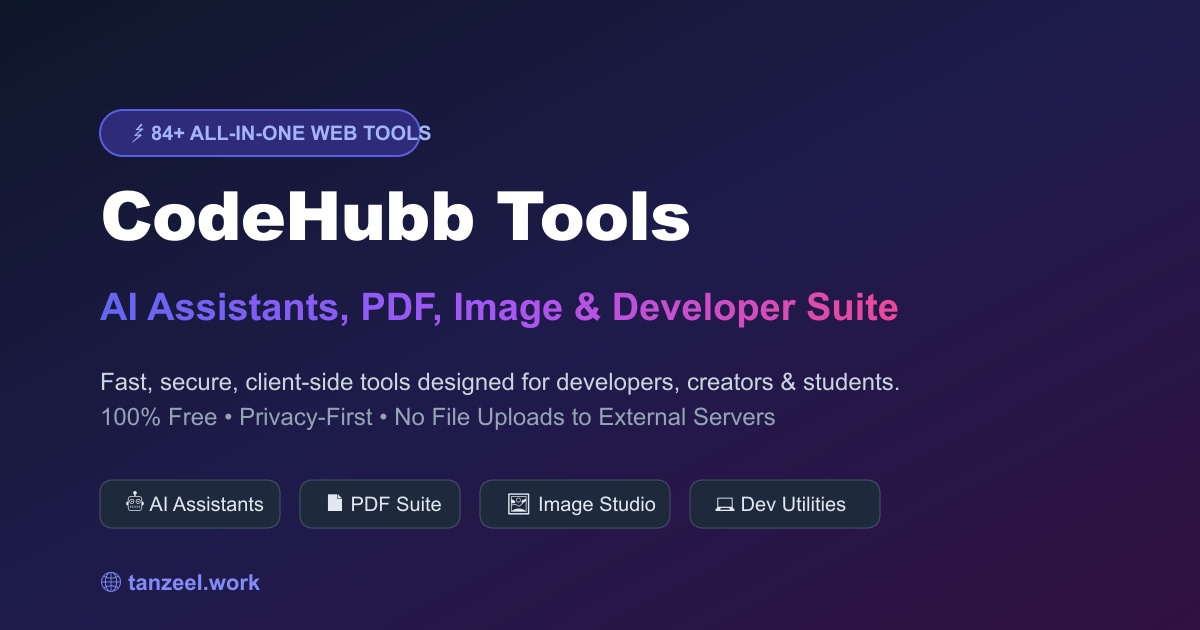 84+ ALL-IN-ONE WEB TOOLS
CodeHubb Tools
AI Assistants, PDF, Image & Developer Suite
Fast, secure, client-side tools designed for developers, creators & students.
100% Free • Privacy-First • No File Uploads to External Servers
AI Assistants
PDF Suite
Image Studio
Dev Utilities
tanzeel.work